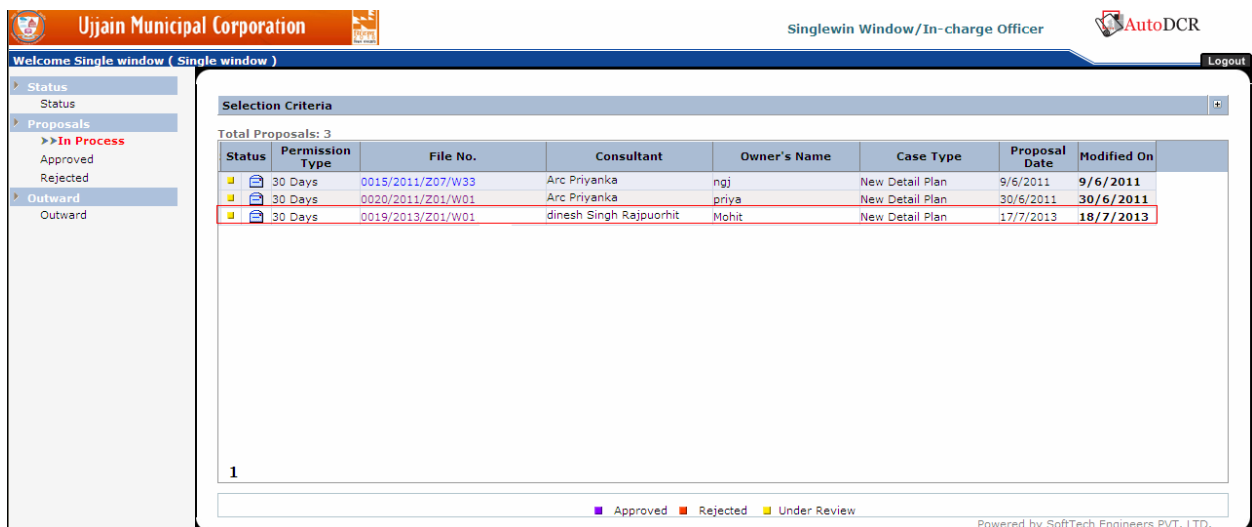 Ujjain Municipal Corporation
Singlewin Window/In-charge Officer
AutoDCR
Welcome Single window ( Single window )
Logout
Status
Status
Proposals
>>In Process
Approved
Rejected
Outward
Outward
Selection Criteria
Total Proposals: 3
Status Permission Type File No. Consultant Owner's Name Case Type Proposal Date Modified On
30 Days 0015/2011/Z07/W33 Arc Priyanka ngj New Detail Plan 9/6/2011 9/6/2011
30 Days 0020/2011/Z01/W01 Arc Priyanka priya New Detail Plan 30/6/2011 30/6/2011
30 Days 0019/2013/Z01/W01 dinesh Singh Rajpuorhit Mohit New Detail Plan 17/7/2013 18/7/2013
1
Approved Rejected Under Review
Powered by SoftTech Engineers PVT. LTD.